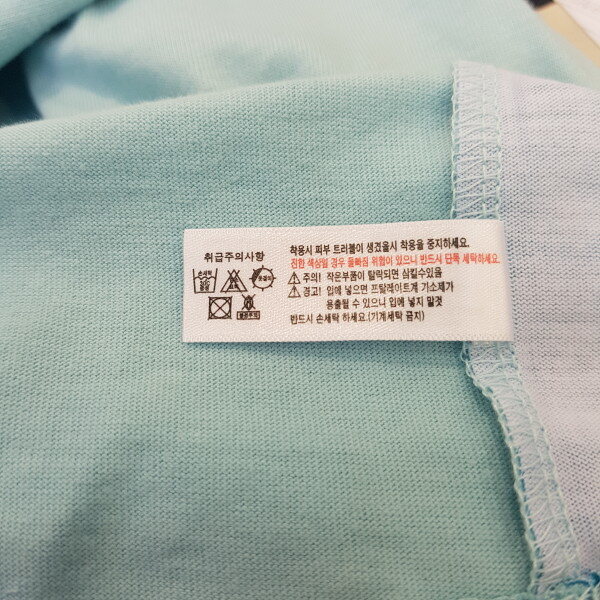 취급주의사항
착용시 피부 트러블이 생겼을시 착용을 중지하세요.
진한 색상일 경우 물빠짐 위험이 있으니 반드시 단독 세탁하세요.
주의! : 작은부품이 탈락되면 삼킬수있음
경고! : 입에 넣으면 프탈레이트계 가소제가
용출될 수 있으니 입에 넣지 말것
반드시 손세탁 하세요.(기계세탁 금지)